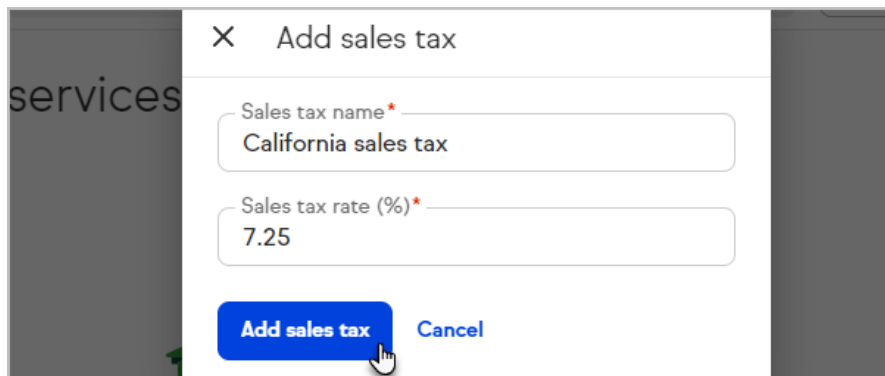 Add sales tax
services
Sales tax name*
California sales tax
Sales tax rate (%)*
7.25
Add sales tax
Cancel